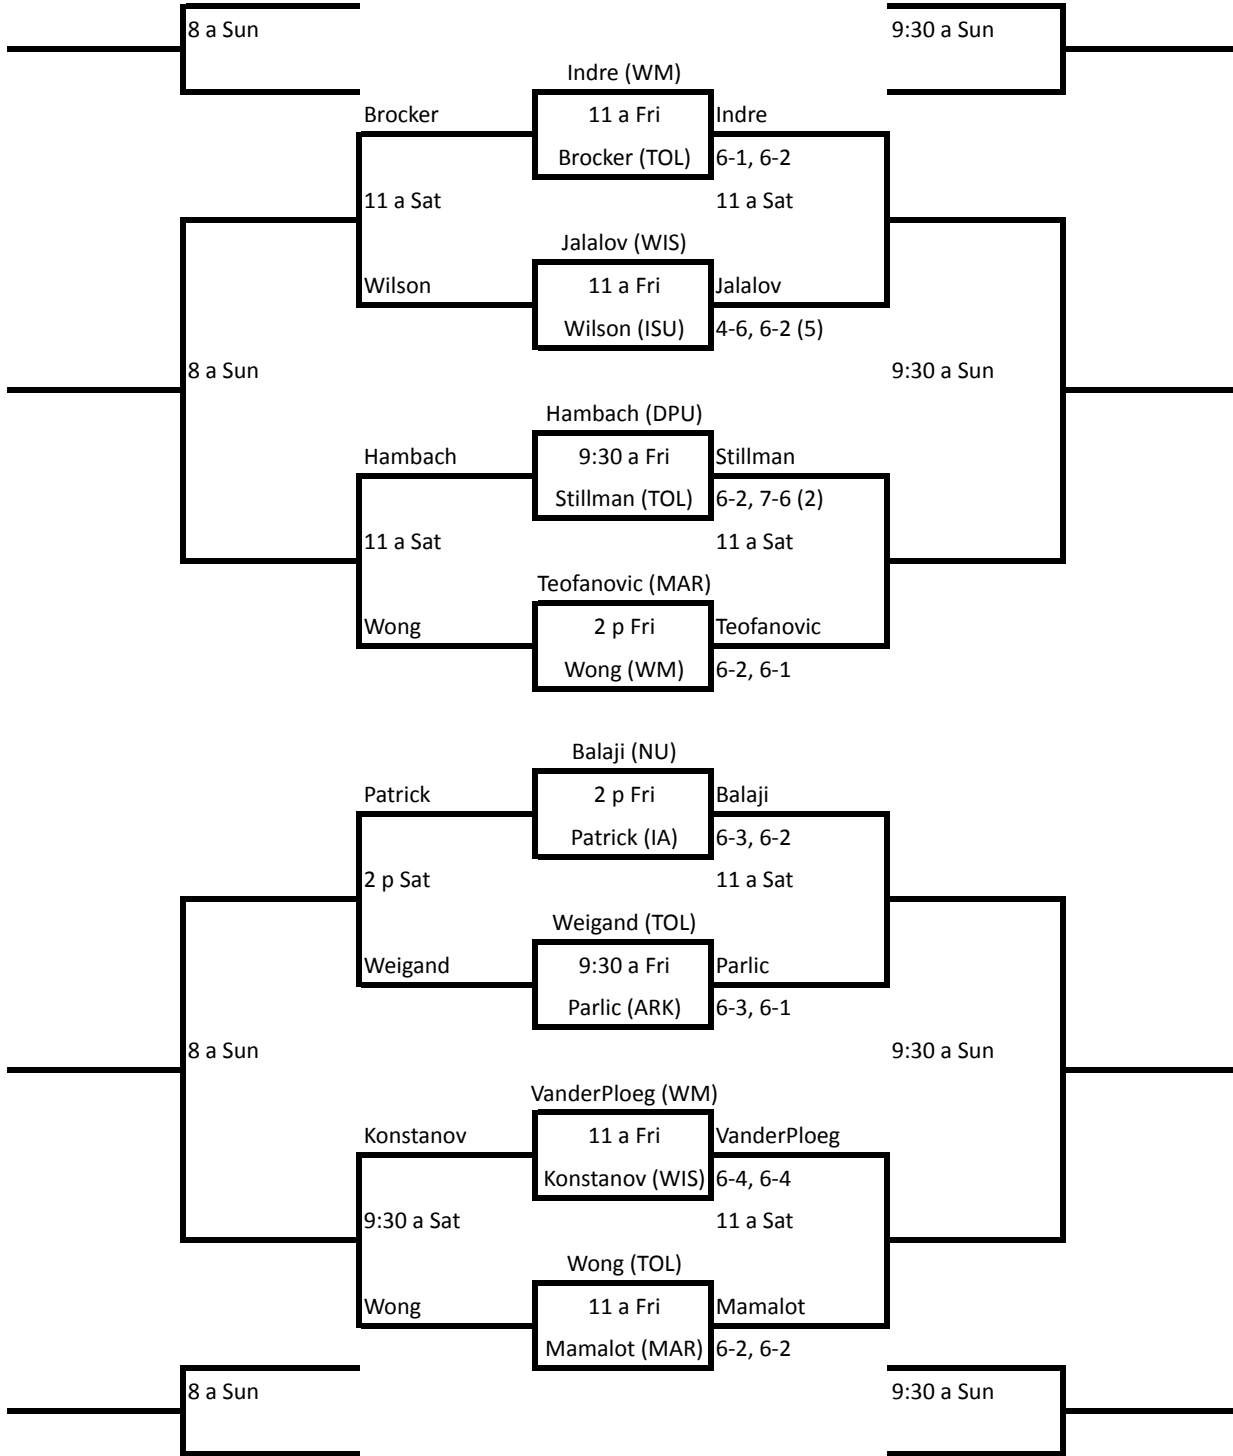 8 a Sun
9:30 a Sun
Indre (WM)
Brocker
11 a Fri
Indre
Brocker (TOL)
6-1, 6-2
11 a Sat
11 a Sat
Jalalov (WIS)
Wilson
11 a Fri
Jalalov
Wilson (ISU)
4-6, 6-2 (5)
8 a Sun
9:30 a Sun
Hambach (DPU)
Hambach
9:30 a Fri
Stillman
Stillman (TOL)
6-2, 7-6 (2)
11 a Sat
11 a Sat
Teofanovic (MAR)
Wong
2 p Fri
Teofanovic
Wong (WM)
6-2, 6-1
Balaji (NU)
Patrick
2 p Fri
Balaji
Patrick (IA)
6-3, 6-2
2 p Sat
11 a Sat
Weigand (TOL)
Weigand
9:30 a Fri
Parlic
Parlic (ARK)
6-3, 6-1
8 a Sun
9:30 a Sun
VanderPloeg (WM)
Konstanov
11 a Fri
VanderPloeg
Konstanov (WIS)
6-4, 6-4
9:30 a Sat
11 a Sat
Wong (TOL)
Wong
11 a Fri
Mamalot
Mamalot (MAR)
6-2, 6-2
8 a Sun
9:30 a Sun